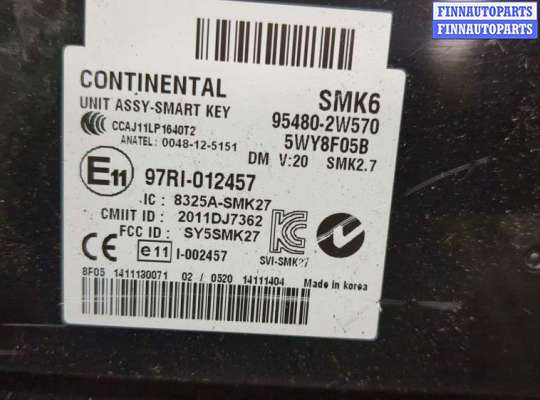 FINNAUTOPARTS
FINNAUTOPARTS
CONTINENTAL
SMK6
UNIT ASSY-SMART KEY
95480-2W570
CCC
CCAJ11LP1640T2
5WY8F05B
ANATEL : 0048-12-5151
DM V:20 SMK2.7
E11
97RI-012457
IC : 8325A-SMK27
CMIIT ID : 2011DJ7362
FCC ID : SY5SMK27
CE
e11
I-002457
SVI-SMK27
8F05 1411130071 02 / 0520 14111404
Made in korea